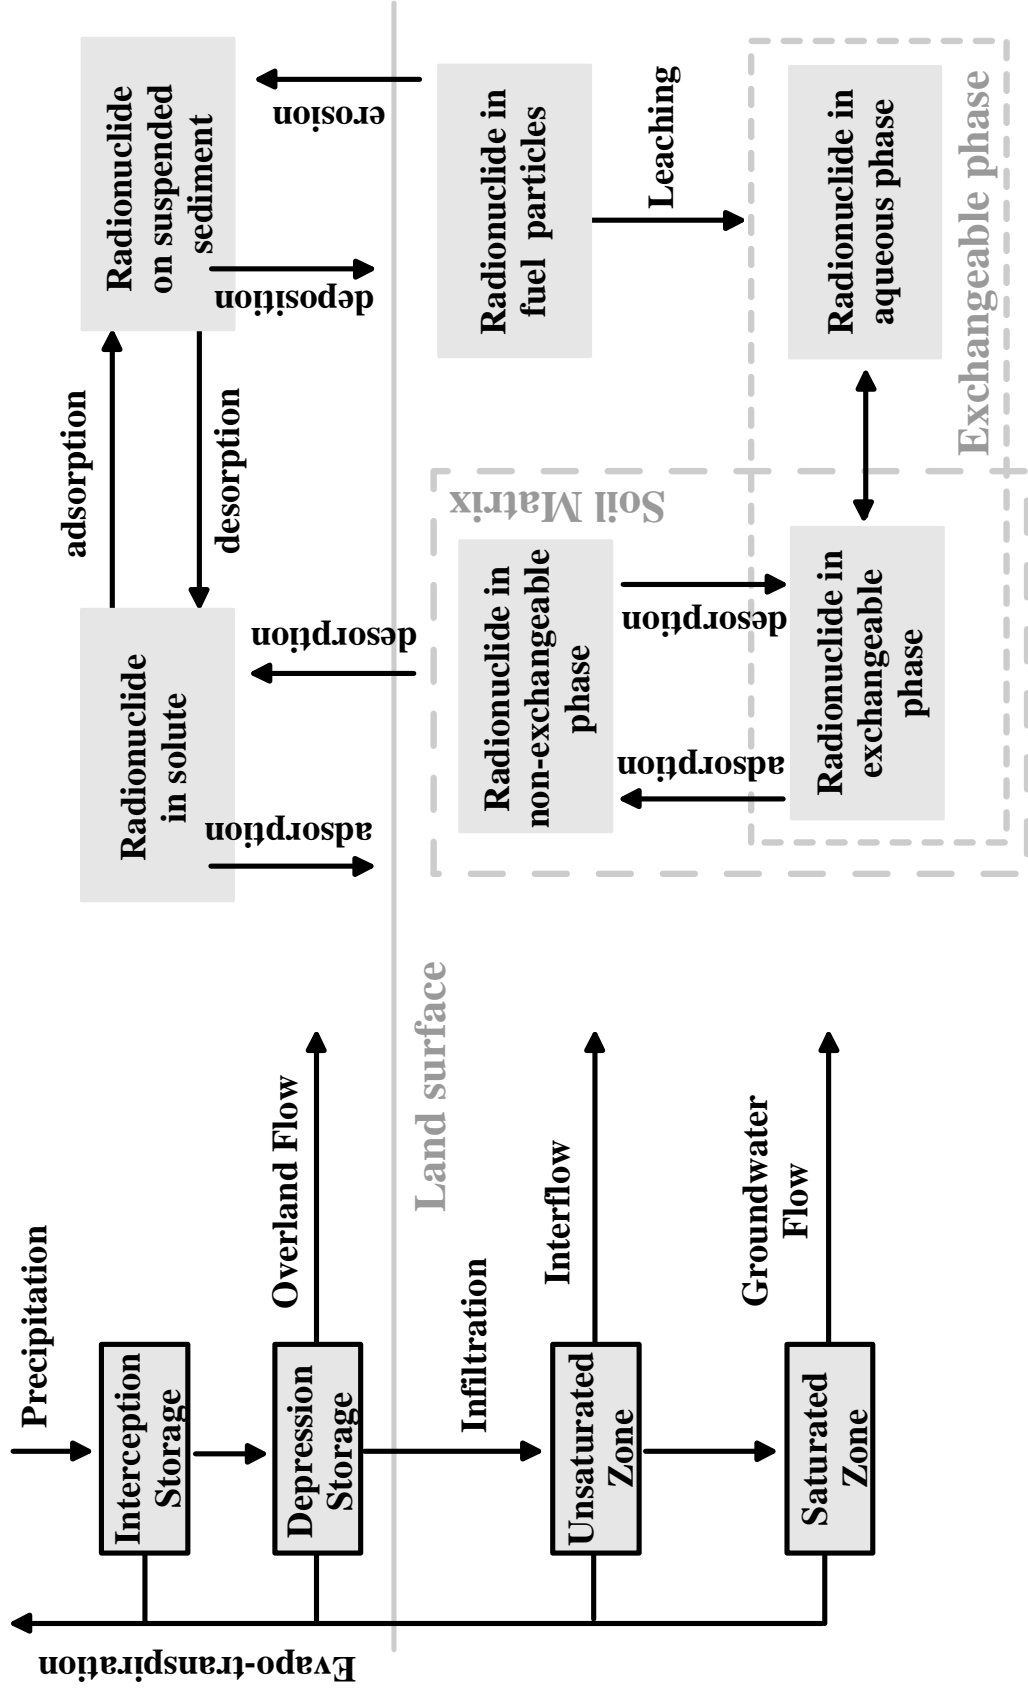 Precipitation
Evapo-transpiration
Interception
Storage
Depression
Storage
Overland Flow
Land surface
Infiltration
Unsaturated
Zone
Interflow
Saturated
Zone
Groundwater
Flow
Radionuclide
in solute
adsorption
desorption
Radionuclide
on suspended
sediment
adsorption
desorption
deposition
erosion
Soil Matrix
Radionuclide in
non-exchangeable
phase
adsorption
desorption
Radionuclide in
exchangeable
phase
Radionuclide in
fuel particles
Leaching
Radionuclide in
aqueous phase
Exchangeable phase